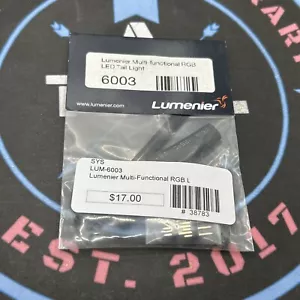 Lumenier Multi-functional RGB
LED Tail Light
6003
www.lumenier.com
Lumenier
SYS
LUM-6003
Lumenier Multi-Functional RGB L
$17.00
# 38783
EST. IN 2017